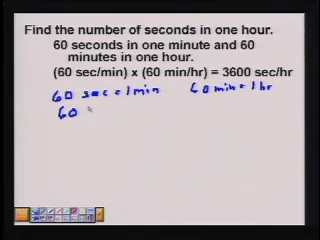 Find the number of seconds in one hour.
60 seconds in one minute and 60
minutes in one hour.
(60 sec/min) x (60 min/hr) = 3600 sec/hr
60 sec = 1 min 60 min = 1 hr
60